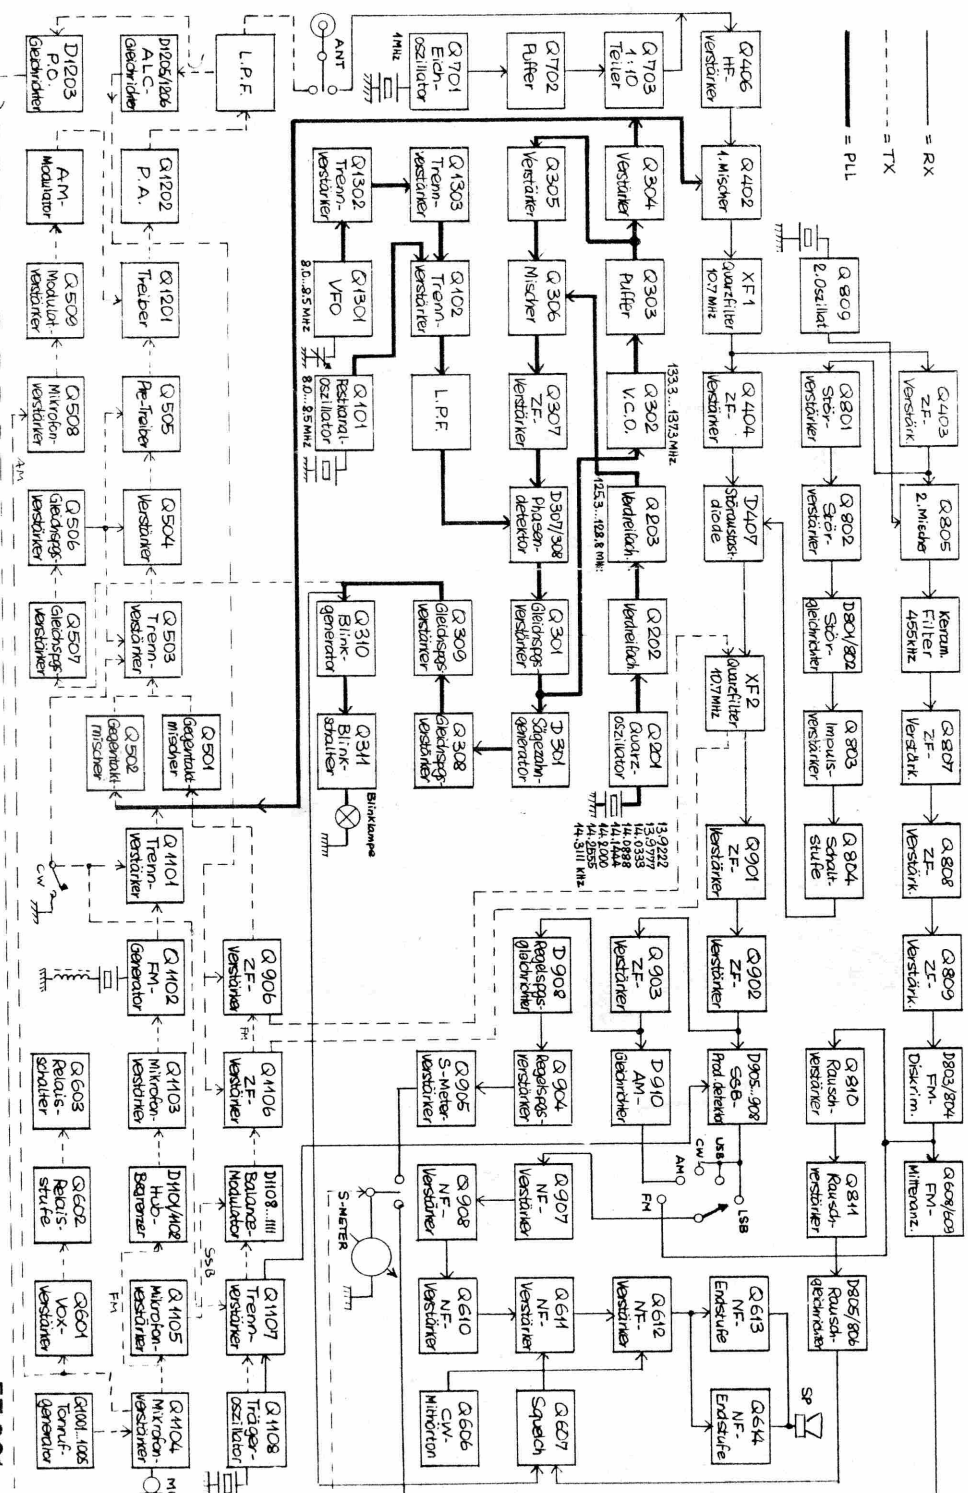 = RX
= TX
= PLL
Q403
ZF-
Verstärk.
Q805
2.Mischer
Keram.
Filter
455kHz
Q807
ZF-
Verstärk.
Q808
ZF-
Verstärk.
Q809
ZF-
Verstärk.
D803/804
FM-
Diskrim.
Q608/609
FM-
Mittenanz.
Q809
2.Oszillat.
Q801
Stör-
verstärker
Q802
Stör-
verstärker
D801/802
Stör-
gleichrichter
Q803
Impuls-
verstärker
Q804
Schalt-
stufe
Q810
Rausch-
verstärker
Q811
Rausch-
verstärker
D805/806
Rausch-
gleichrichter
Q406
HF-
verstärker
Q402
1.Mischer
XF1
Quarzfilter
10.7MHz
Q404
ZF-
verstärker
D407
Störaustast-
diode
XF2
Quarzfilter
10.7MHz
Q901
ZF-
Verstärker
Q902
ZF-
Verstärker
D905...908
SSB-
Prod.detektor
LSB
USB
CW
AM
FM
Q613
NF-
Endstufe
Q614
NF-
Endstufe
SP
Q701
Eich-
oszillator
1MHz
Q702
Puffer
Q703
1:10
Teiler
Q304
Verstärker
Q303
Puffer
Q302
V.C.O.
133.3...137.3MHz
Q203
Verdreifach.
125.3...128.8 MHz
Q202
Verdreifach.
Q201
Quarz-
oszillator
13.9222
13.9777
14.0333
14.0888
14.1444
14.2000
14.2555
14.3111 kHz
Q903
ZF-
Verstärker
D910
AM-
Gleichrichter
Q612
NF-
Verstärker
Q305
Verstärker
Q306
Mischer
Q307
ZF-
Verstärker
D307/308
Phasen-
detektor
Q301
Gleichspgs-
verstärker
D301
Sägezahn-
generator
D908
Regelspgs-
gleichrichter
Q904
Regelspgs-
verstärker
Q907
NF-
Verstärker
Q611
NF-
Verstärker
Q607
Squelch
Q1303
Trenn-
verstärker
Q102
Trenn-
verstärker
L.P.F.
Q309
Gleichspgs-
verstärker
Q308
Gleichspgs-
verstärker
Q905
S-Meter-
verstärker
Q908
NF-
Verstärker
Q610
NF-
Verstärker
Q606
CW-
Mithörton
ANT
Q1302
Trenn-
verstärker
Q1301
VFO
8.0...8.5MHz
Q101
Festkanal-
oszillator
8.0...8.5MHz
Q310
Blink-
generator
Q311
Blink-
schalter
Blinklampe
S-METER
L.P.F.
Q501
Gegentakt-
mischer
Q906
ZF-
Verstärker
FM
Q1106
ZF-
Verstärker
D1108...1111
Balance-
Modulator
Q1107
Trenn-
verstärker
Q1108
Träger-
oszillator
D1205/1206
ALC-
Gleichrichter
Q1202
P.A.
Q1201
Treiber
Q505
Pre-Treiber
Q504
Verstärker
Q503
Trenn-
verstärker
Q502
Gegentakt-
mischer
Q1101
Trenn-
verstärker
Q1102
FM-
Generator
Q1103
Mikrofon-
verstärker
D1101/1102
Hub-
Begrenzer
Q1105
Mikrofon-
verstärker
Q1104
Mikrofon-
verstärker
SSB
FM
CW
D1203
P.O.
Gleichrichter
AM-
Modulator
Q509
Modulat-
verstärker
Q508
Mikrofon-
verstärker
Q506
Gleichspgs-
verstärker
Q507
Gleichspgs-
verstärker
Q603
Relais-
schalter
Q602
Relais-
stufe
Q601
Vox-
verstärker
Q1001...1005
Tonruf-
generator
AM